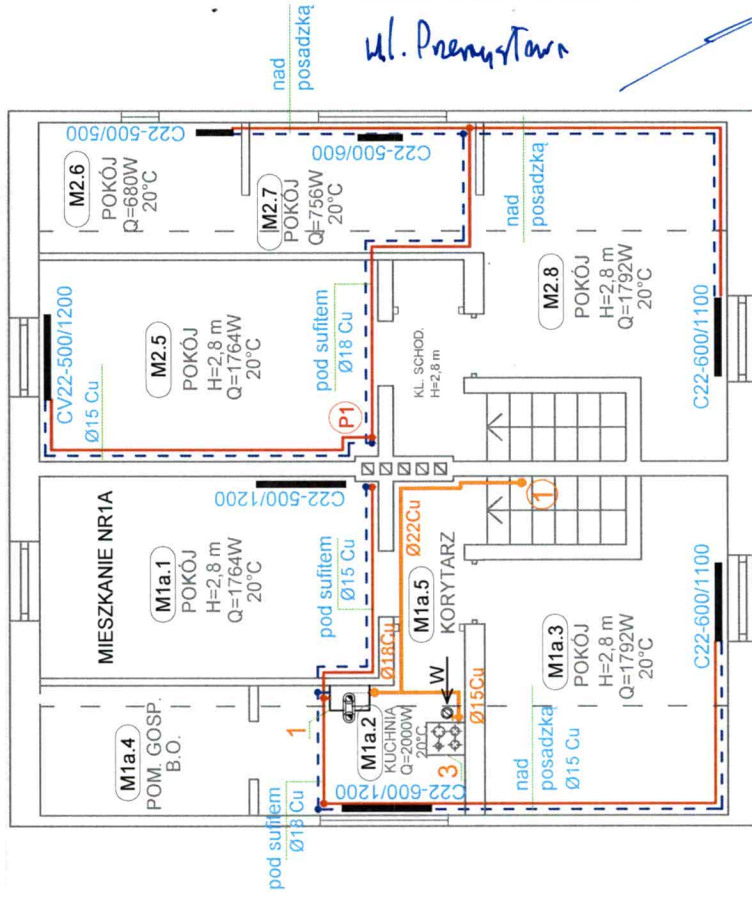 ul. Przemysłowa
nad
posadzką
C22-500/500
M2.6
POKÓJ
Q=680W
20°C
M2.7
POKÓJ
Q=756W
20°C
C22-500/600
CV22-500/1200
Ø15 Cu
M2.5
POKÓJ
H=2,8 m
Q=1764W
20°C
pod sufitem
Ø18 Cu
P1
KL. SCHOD.
H=2,8 m
nad
posadzką
M2.8
POKÓJ
H=2,8 m
Q=1792W
20°C
C22-600/1100
MIESZKANIE NR1A
M1a.1
POKÓJ
H=2,8 m
Q=1764W
20°C
C22-500/1200
pod sufitem
Ø15 Cu
Ø22Cu
1
M1a.5
KORYTARZ
Ø18Cu
M1a.4
POM. GOSP.
B.O.
1
M1a.2
KUCHNIA
Q=2000W
20°C
W
Ø15Cu
3
C22-600/1200
pod sufitem
Ø18 Cu
M1a.3
POKÓJ
H=2,8 m
Q=1792W
20°C
C22-600/1100
nad
posadzką
Ø15 Cu